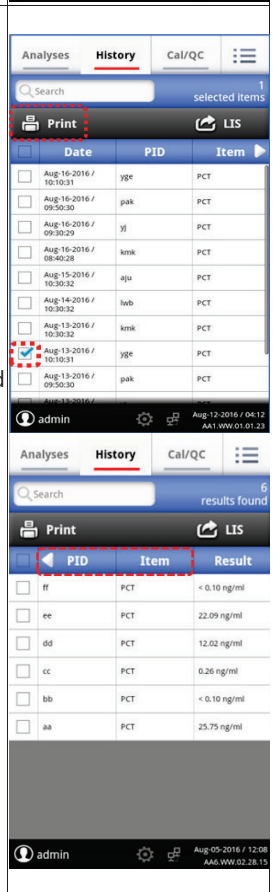 Analyses History Cal/QC
Search
1
selected items
Print LIS
Date PID Item
Aug-16-2016 /
10:10:31 yge PCT
Aug-16-2016 /
09:50:30 pak PCT
Aug-16-2016 /
09:30:29 yj PCT
Aug-16-2016 /
08:40:28 kmk PCT
Aug-15-2016 /
10:30:32 aju PCT
Aug-14-2016 /
10:30:32 lwb PCT
Aug-13-2016 /
10:30:32 kmk PCT
Aug-13-2016 /
10:10:31 yge PCT
Aug-13-2016 /
09:50:30 pak PCT
Aug-13-2016 /
d
admin
Aug-12-2016 / 04:12
AA1.WW.01.01.23
Analyses History Cal/QC
Search
6
results found
Print LIS
PID Item Result
ff PCT < 0.10 ng/ml
ee PCT 22.09 ng/ml
dd PCT 12.02 ng/ml
cc PCT 0.26 ng/ml
bb PCT < 0.10 ng/ml
aa PCT 25.75 ng/ml
admin
Aug-05-2016 / 12:08
AA6.WW.02.28.15